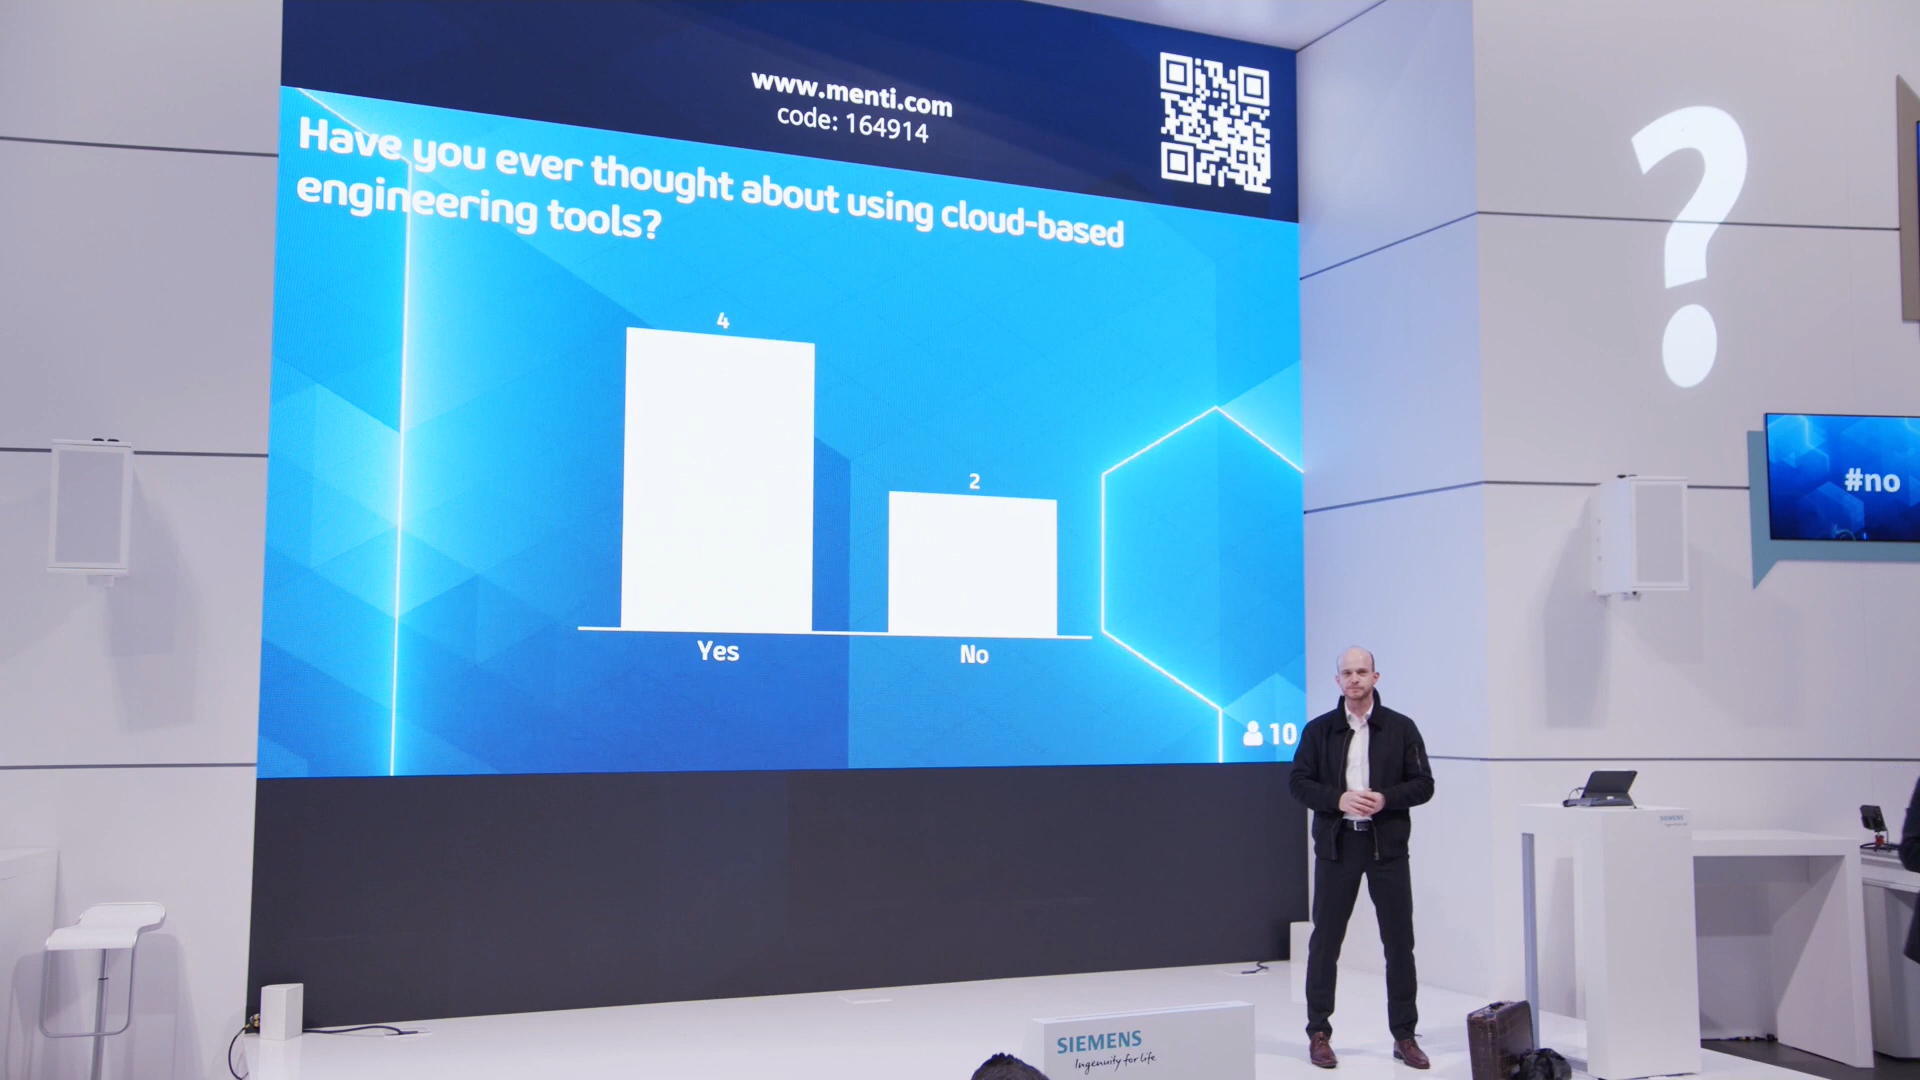 www.menti.com
code: 164914
Have you ever thought about using cloud-based
engineering tools?
?
4
2
Yes
No
10
#no
SIEMENS
SIEMENS
Ingenuity for life